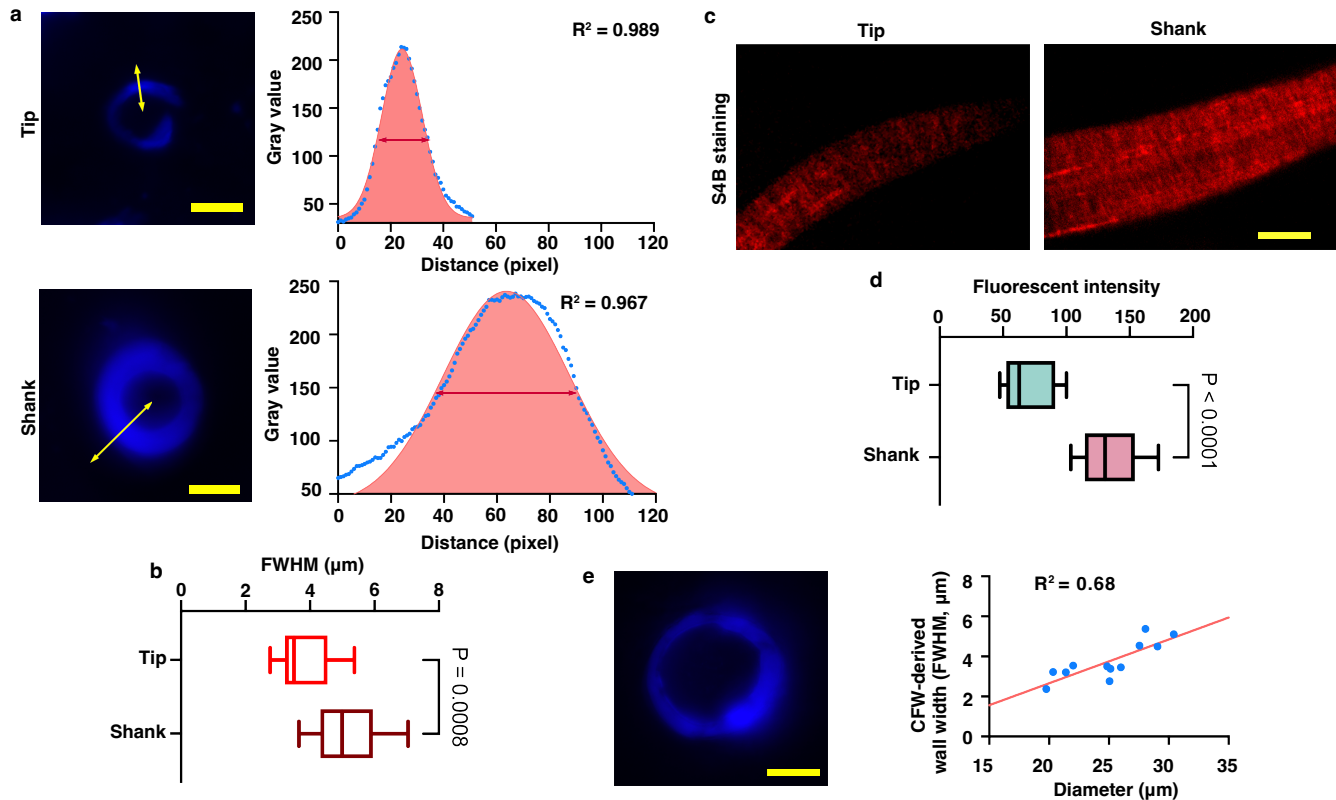 a
Tip
Gray value
R² = 0.989
250
200
150
100
50
0 20 40 60 80 100 120
Distance (pixel)
Shank
Gray value
R² = 0.967
250
200
150
100
50
0 20 40 60 80 100 120
Distance (pixel)
b
FWHM (µm)
0 2 4 6 8
Tip
Shank
P = 0.0008
c
Tip Shank
S4B staining
d
Fluorescent intensity
0 50 100 150 200
Tip
Shank
P < 0.0001
e
CFW-derived
wall width (FWHM, µm)
R² = 0.68
8
6
4
2
0
15 20 25 30 35
Diameter (µm)